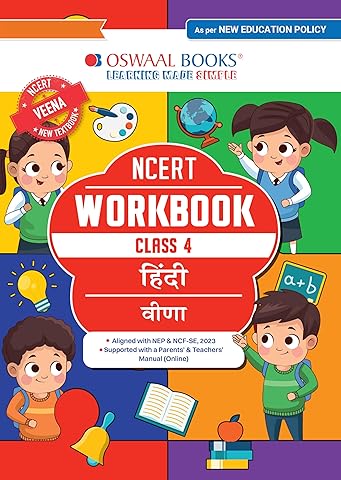 As per NEW EDUCATION POLICY
OSWAAL BOOKS®
LEARNING MADE SIMPLE
NCERT
VEENA
NEW TEXTBOOK
NCERT
WORKBOOK
CLASS 4
हिंदी
वीणा
a+b
• Aligned with NEP & NCF-SE, 2023
• Supported with a Parents' & Teachers'
Manual (Online)